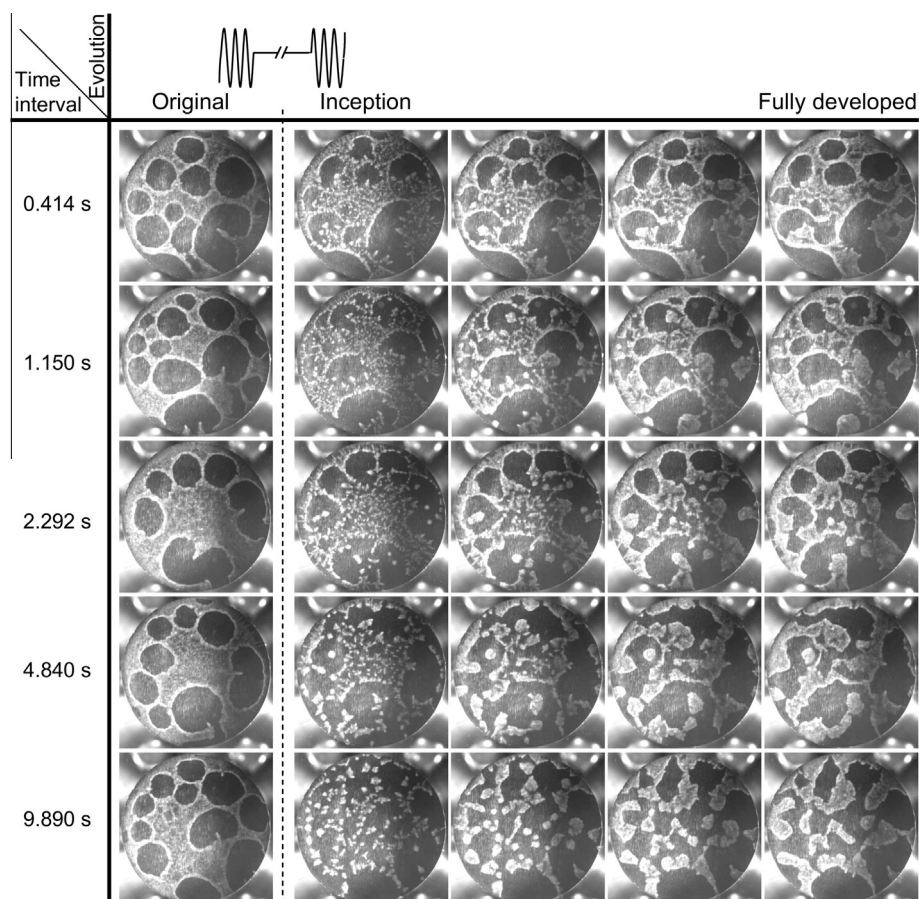 Evolution
Time
interval
Original
Inception
Fully developed
0.414 s
1.150 s
2.292 s
4.840 s
9.890 s